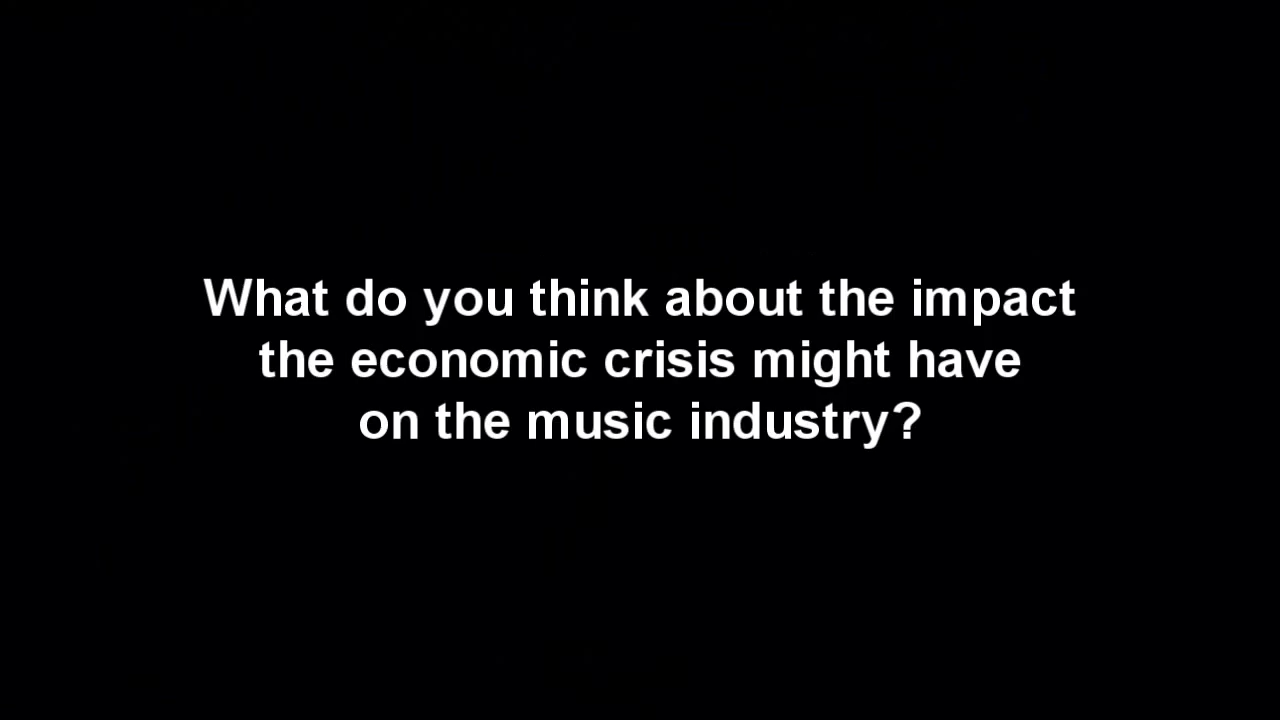 What do you think about the impact
the economic crisis might have
on the music industry?